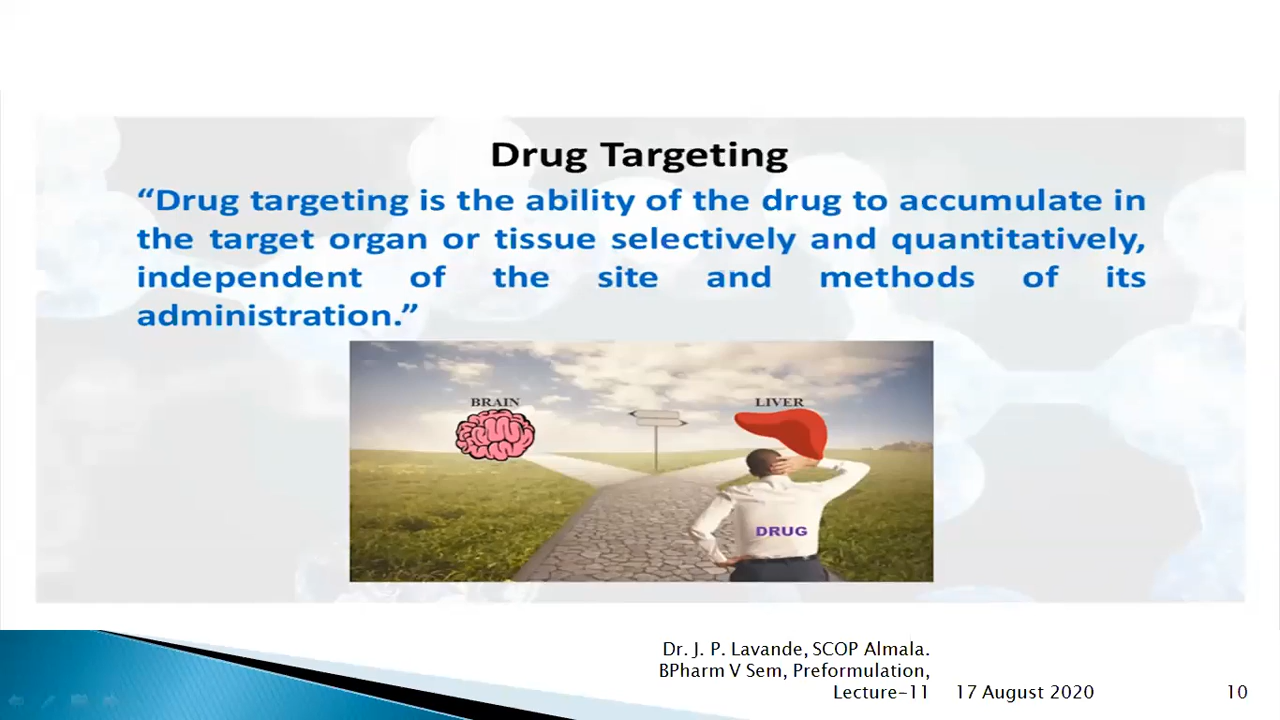 Drug Targeting
“Drug targeting is the ability of the drug to accumulate in
the target organ or tissue selectively and quantitatively,
independent of the site and methods of its
administration.”
BRAIN
LIVER
DRUG
Dr. J. P. Lavande, SCOP Almala.
BPharm V Sem, Preformulation,
Lecture-11 17 August 2020 10